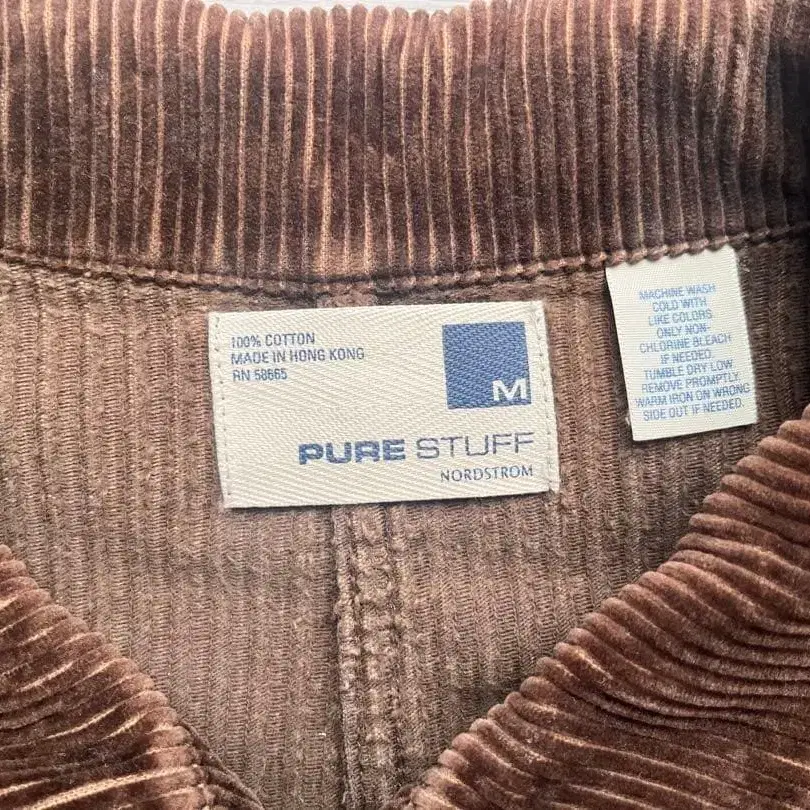 100% COTTON
MADE IN HONG KONG
RN 58665
M
PURE STUFF
NORDSTROM
MACHINE WASH
COLD WITH
LIKE COLORS
ONLY NON-
CHLORINE BLEACH
IF NEEDED.
TUMBLE DRY LOW
REMOVE PROMPTLY
WARM IRON ON WRONG
SIDE OUT IF NEEDED.